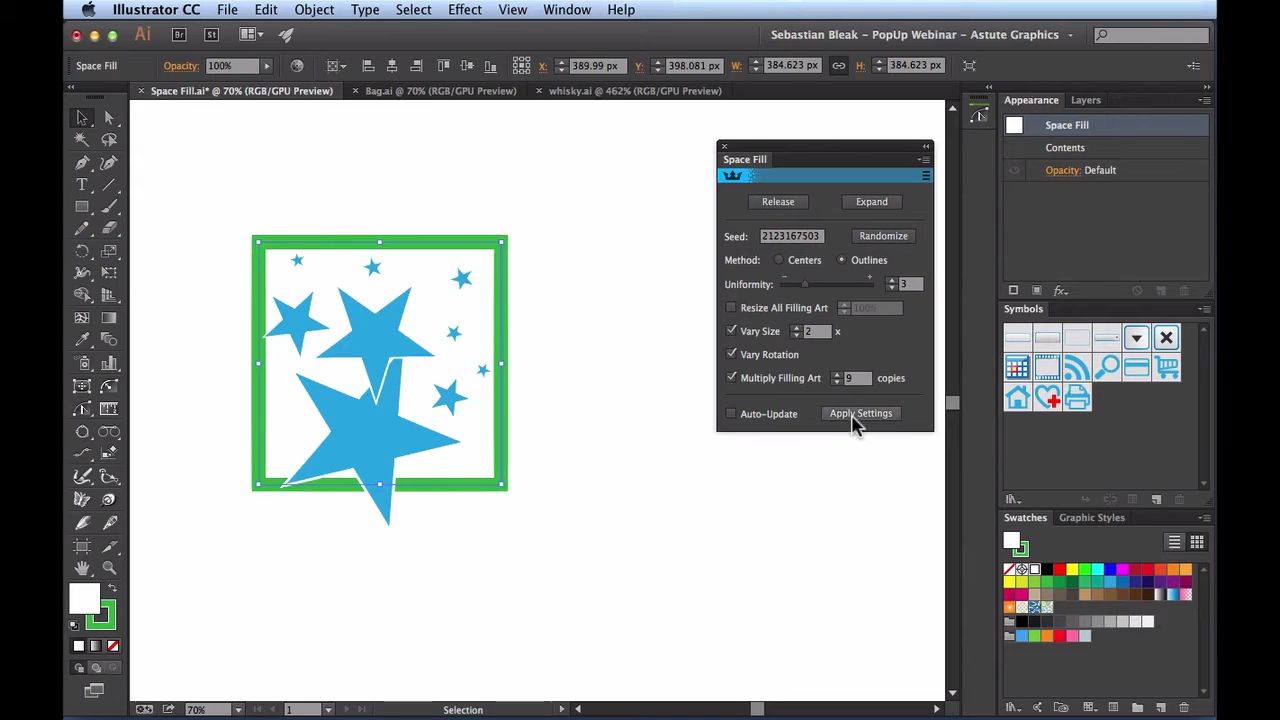 Illustrator CC File Edit Object Type Select Effect View Window Help
Ai Br St Sebastian Bleak – PopUp Webinar – Astute Graphics
Space Fill Opacity: 100% X: 389.99 pt Y: 398.081 px W: 384.623 px H: 384.623 px
Space Fill.ai* @ 70% (RGB/GPU Preview) Bag.ai @ 70% (RGB/GPU Preview) whisky.ai @ 462% (RGB/GPU Preview)
Appearance Layers
Space Fill
Contents
Opacity: Default
fx
Space Fill
Release Expand
Seed: 2123167503 Randomize
Method: Centers Outlines
Uniformity: 3
Resize All Filling Art 100%
Vary Size 2 x
Vary Rotation
Multiply Filling Art 9 copies
Auto-Update Apply Settings
Symbols
Swatches Graphic Styles
70% 1 Selection